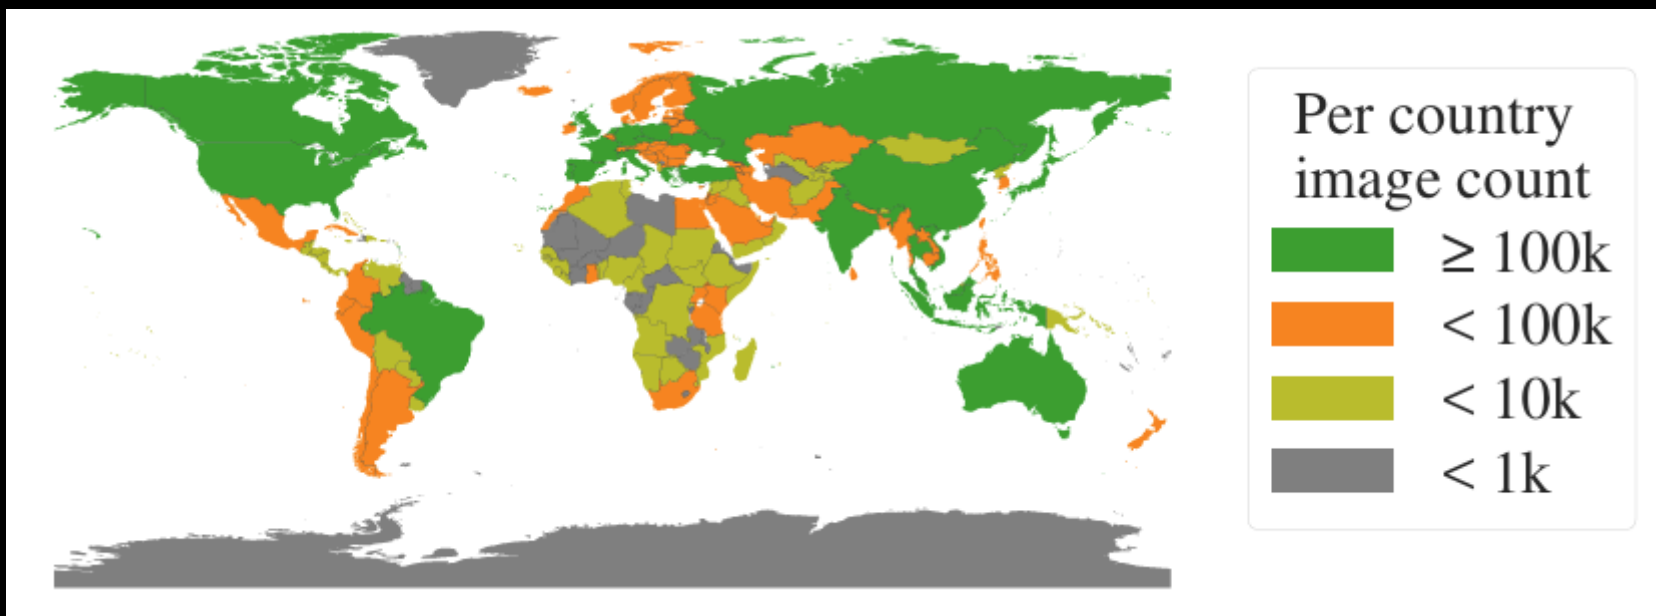 Per country
image count
≥ 100k
< 100k
< 10k
< 1k